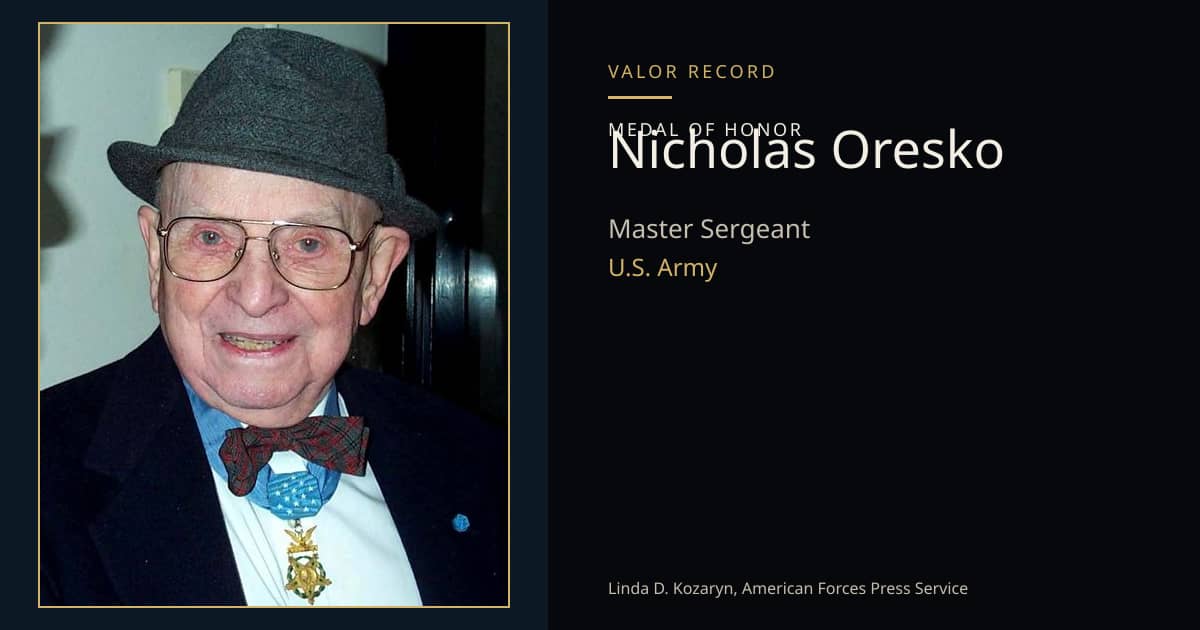 VALOR RECORD
MEDAL OF HONOR
Nicholas Oresko
Master Sergeant
U.S. Army
Linda D. Kozaryn, American Forces Press Service